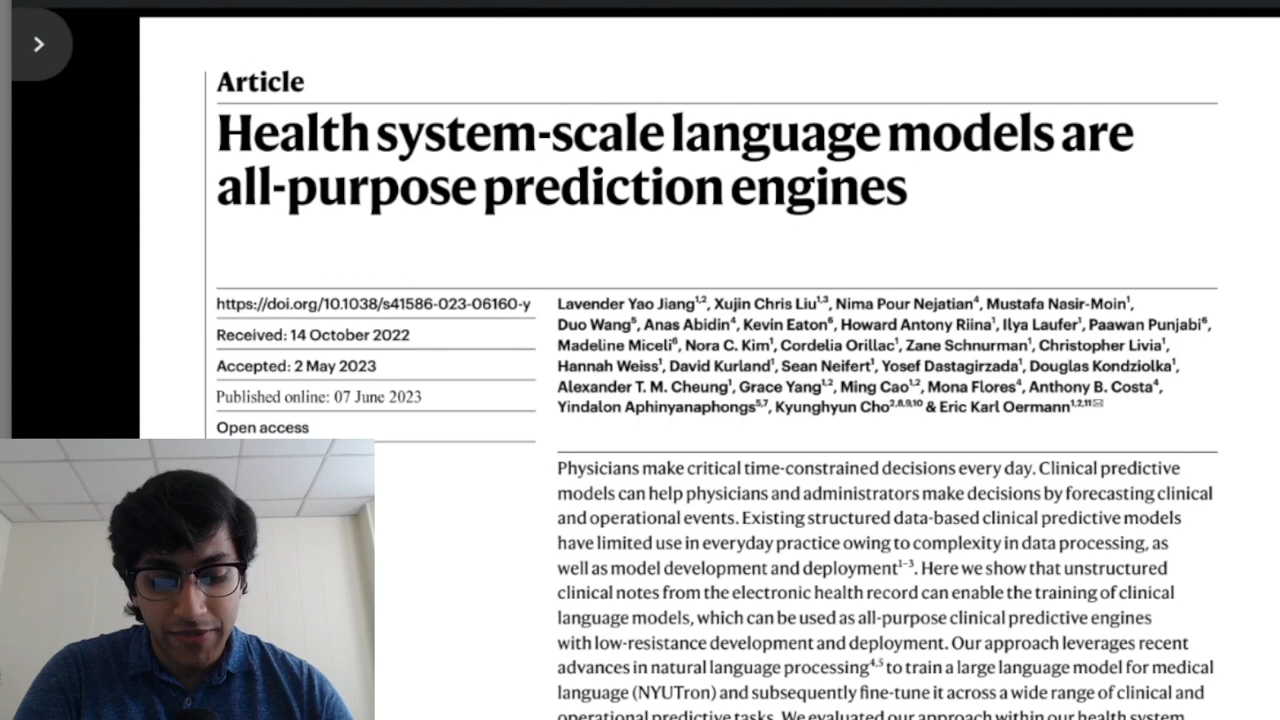 Article
Health system-scale language models are
all-purpose prediction engines
https://doi.org/10.1038/s41586-023-06160-y
Received: 14 October 2022
Accepted: 2 May 2023
Published online: 07 June 2023
Open access
Lavender Yao Jiang1,2, Xujin Chris Liu1,3, Nima Pour Nejatian4, Mustafa Nasir-Moin1,
Duo Wang5, Anas Abidin4, Kevin Eaton6, Howard Antony Riina1, Ilya Laufer1, Paawan Punjabi6,
Madeline Miceli6, Nora C. Kim1, Cordelia Orillac1, Zane Schnurman1, Christopher Livia1,
Hannah Weiss1, David Kurland1, Sean Neifert1, Yosef Dastagirzada1, Douglas Kondziolka1,
Alexander T. M. Cheung1, Grace Yang1,2, Ming Cao1,2, Mona Flores4, Anthony B. Costa4,
Yindalon Aphinyanaphongs5,7, Kyunghyun Cho2,8,9,10 & Eric Karl Oermann1,2,11✉
Physicians make critical time-constrained decisions every day. Clinical predictive
models can help physicians and administrators make decisions by forecasting clinical
and operational events. Existing structured data-based clinical predictive models
have limited use in everyday practice owing to complexity in data processing, as
well as model development and deployment1–3. Here we show that unstructured
clinical notes from the electronic health record can enable the training of clinical
language models, which can be used as all-purpose clinical predictive engines
with low-resistance development and deployment. Our approach leverages recent
advances in natural language processing4,5 to train a large language model for medical
language (NYUTron) and subsequently fine-tune it across a wide range of clinical and
operational predictive tasks. We evaluated our approach within our health system